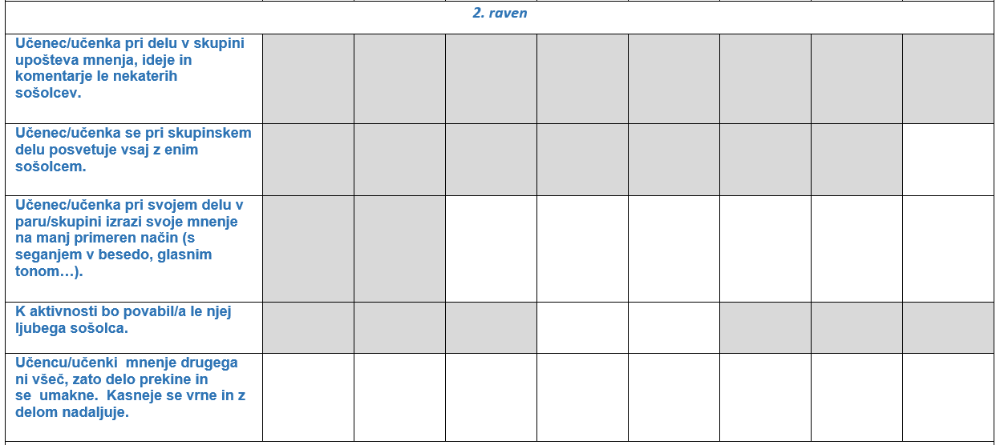 2. raven
Učenec/učenka pri delu v skupini
upošteva mnenja, ideje in
komentarje le nekaterih
sošolcev.
Učenec/učenka se pri skupinskem
delu posvetuje vsaj z enim
sošolcem.
Učenec/učenka pri svojem delu v
paru/skupini izrazi svoje mnenje
na manj primeren način (s
seganjem v besedo, glasnim
tonom…).
K aktivnosti bo povabil/a le njej
ljubega sošolca.
Učencu/učenki  mnenje drugega
ni všeč, zato delo prekine in
se  umakne.  Kasneje se vrne in z
delom nadaljuje.